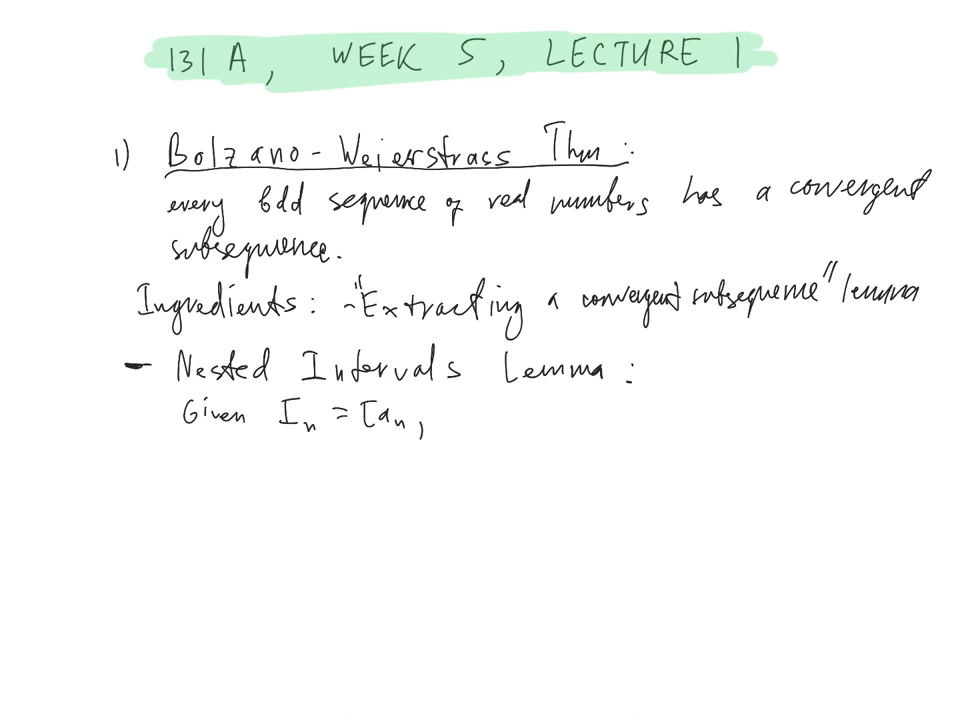 131 A, WEEK 5, LECTURE 1
1) Bolzano-Weierstrass Thm:
every bdd sequence of real numbers has a convergent
subsequence.
Ingredients: - "Extracting a convergent subsequence" lemma
- Nested Intervals Lemma:
Given Iₙ = [aₙ,